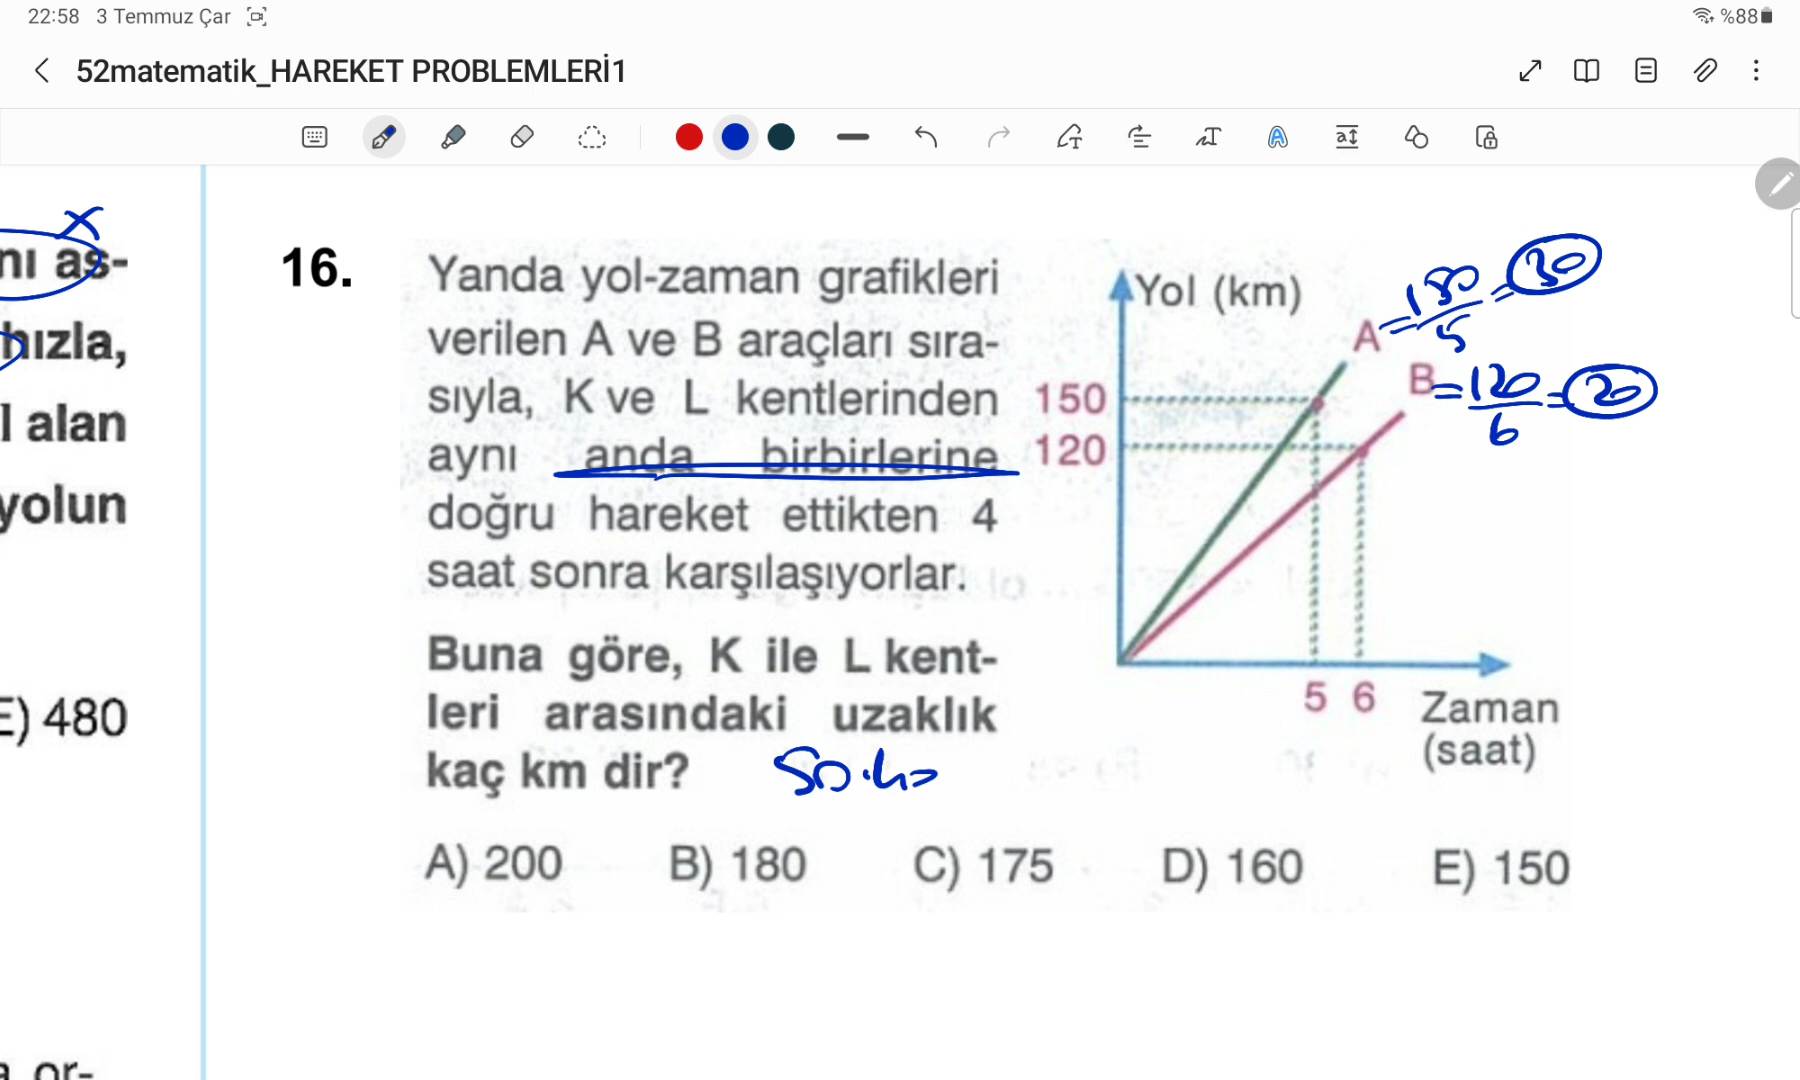 22:58 3 Temmuz Çar %88
52matematik_HAREKET PROBLEMLERİ1
x
nı as-
hızla,
l alan
yolun
E) 480
a or-
16.
Yanda yol-zaman grafikleri
verilen A ve B araçları sıra-
sıyla, K ve L kentlerinden
aynı anda birbirlerine
doğru hareket ettikten 4
saat sonra karşılaşıyorlar.
Buna göre, K ile L kent-
leri arasındaki uzaklık
kaç km dir?
50.4=
Yol (km)
A = 150/5 = 30
B = 120/6 = 20
150
120
5 6
Zaman
(saat)
A) 200 B) 180 C) 175 D) 160 E) 150